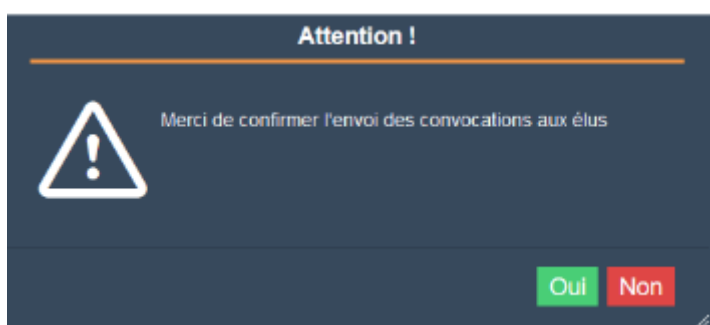 Attention !
Merci de confirmer l'envoi des convocations aux élus
Oui Non